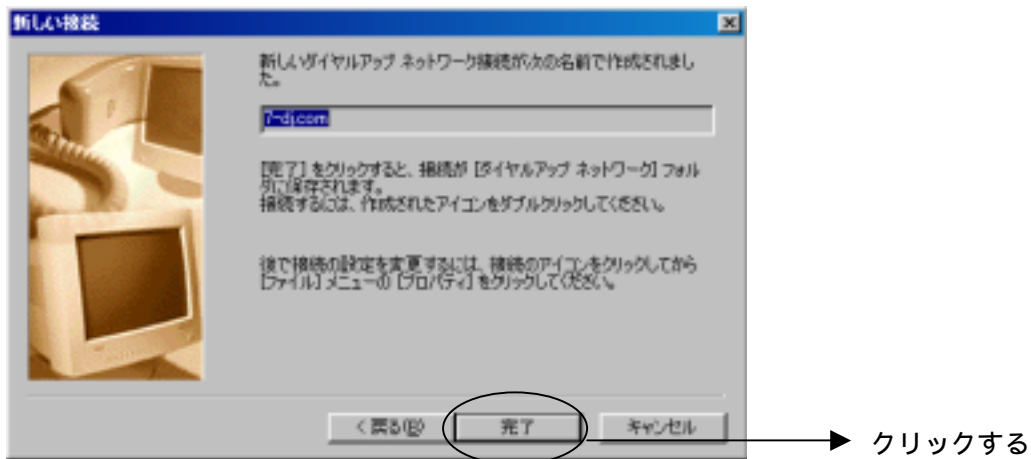 新しい接続
新しいダイヤルアップ ネットワーク接続が次の名前で作成されまし
た。
7-dj.com
[完了] をクリックすると、接続が [ダイヤルアップ ネットワーク] フォル
ダに保存されます。
接続するには、作成されたアイコンをダブルクリックしてください。
後で接続の設定を変更するには、接続のアイコンをクリックしてから
[ファイル] メニューの [プロパティ] をクリックしてください。
< 戻る(B)
完了
キャンセル
クリックする